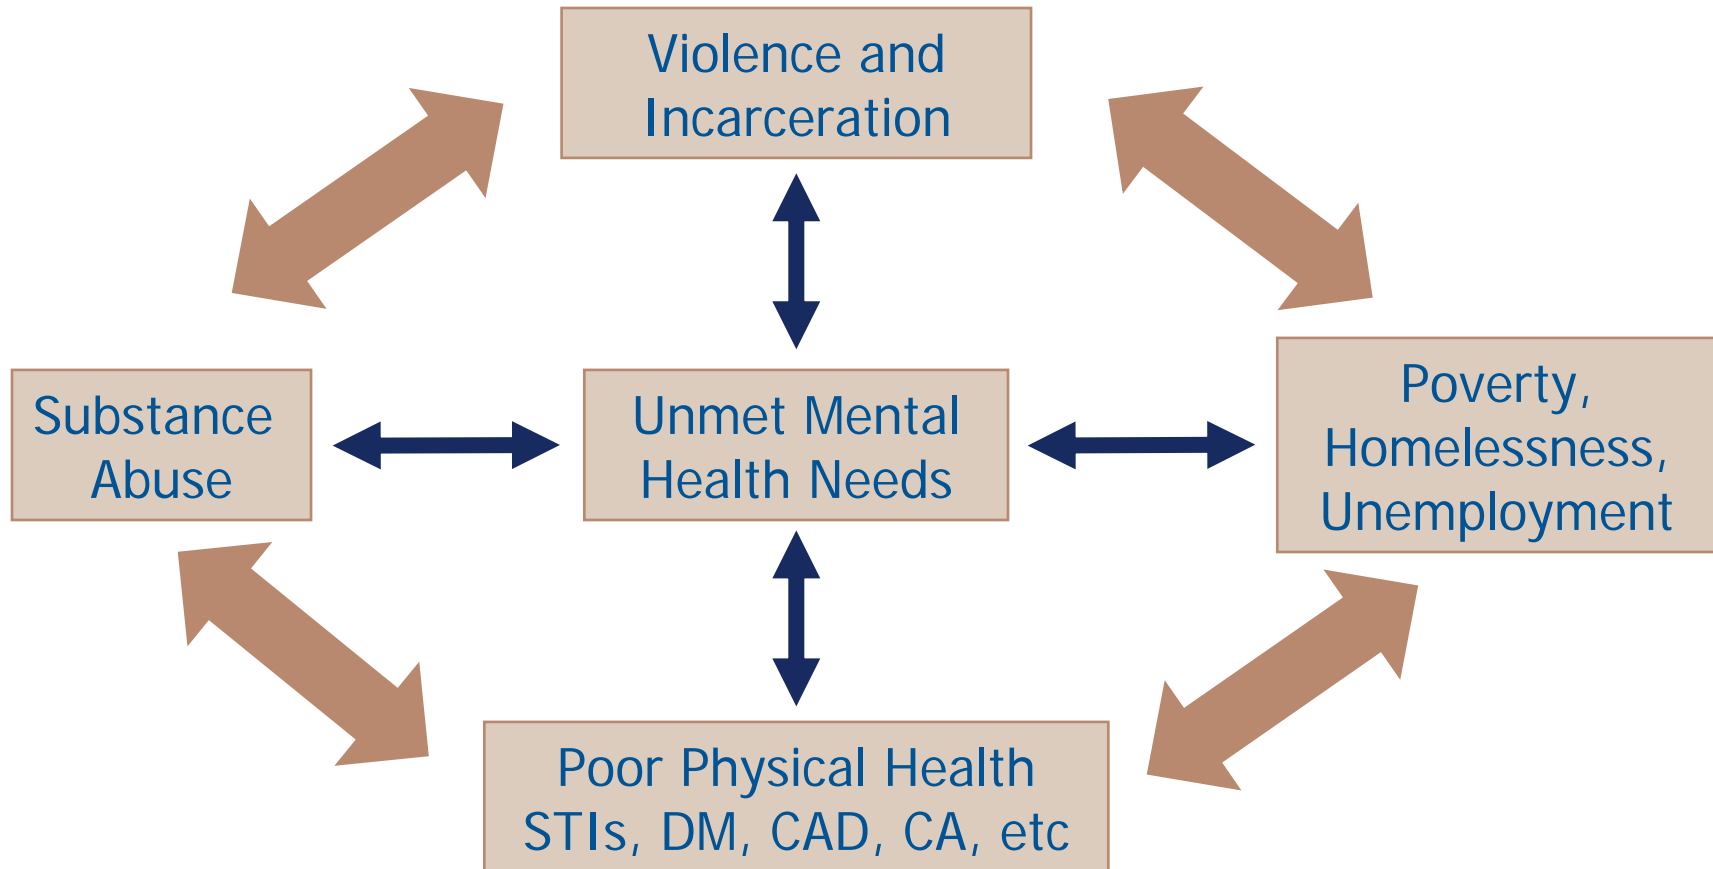 Violence and
Incarceration
Substance
Abuse
Unmet Mental
Health Needs
Poverty,
Homelessness,
Unemployment
Poor Physical Health
STIs, DM, CAD, CA, etc